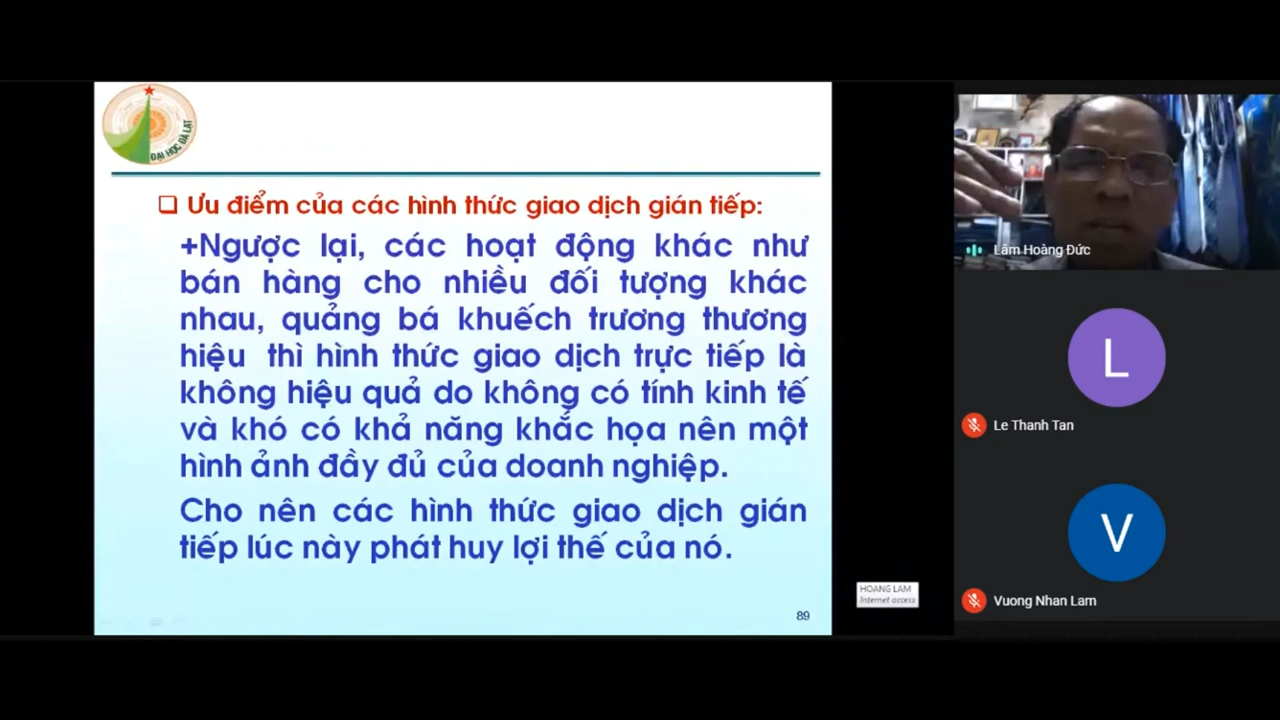 ĐẠI HỌC ĐÀ LẠT
❑ Ưu điểm của các hình thức giao dịch gián tiếp:
+Ngược lại, các hoạt động khác như
bán hàng cho nhiều đối tượng khác
nhau, quảng bá khuếch trương thương
hiệu thì hình thức giao dịch trực tiếp là
không hiệu quả do không có tính kinh tế
và khó có khả năng khắc họa nên một
hình ảnh đầy đủ của doanh nghiệp.
Cho nên các hình thức giao dịch gián
tiếp lúc này phát huy lợi thế của nó.
89
HOANG LAM
Internet access
Lâm Hoàng Đức
L
Le Thanh Tan
V
Vuong Nhan Lam